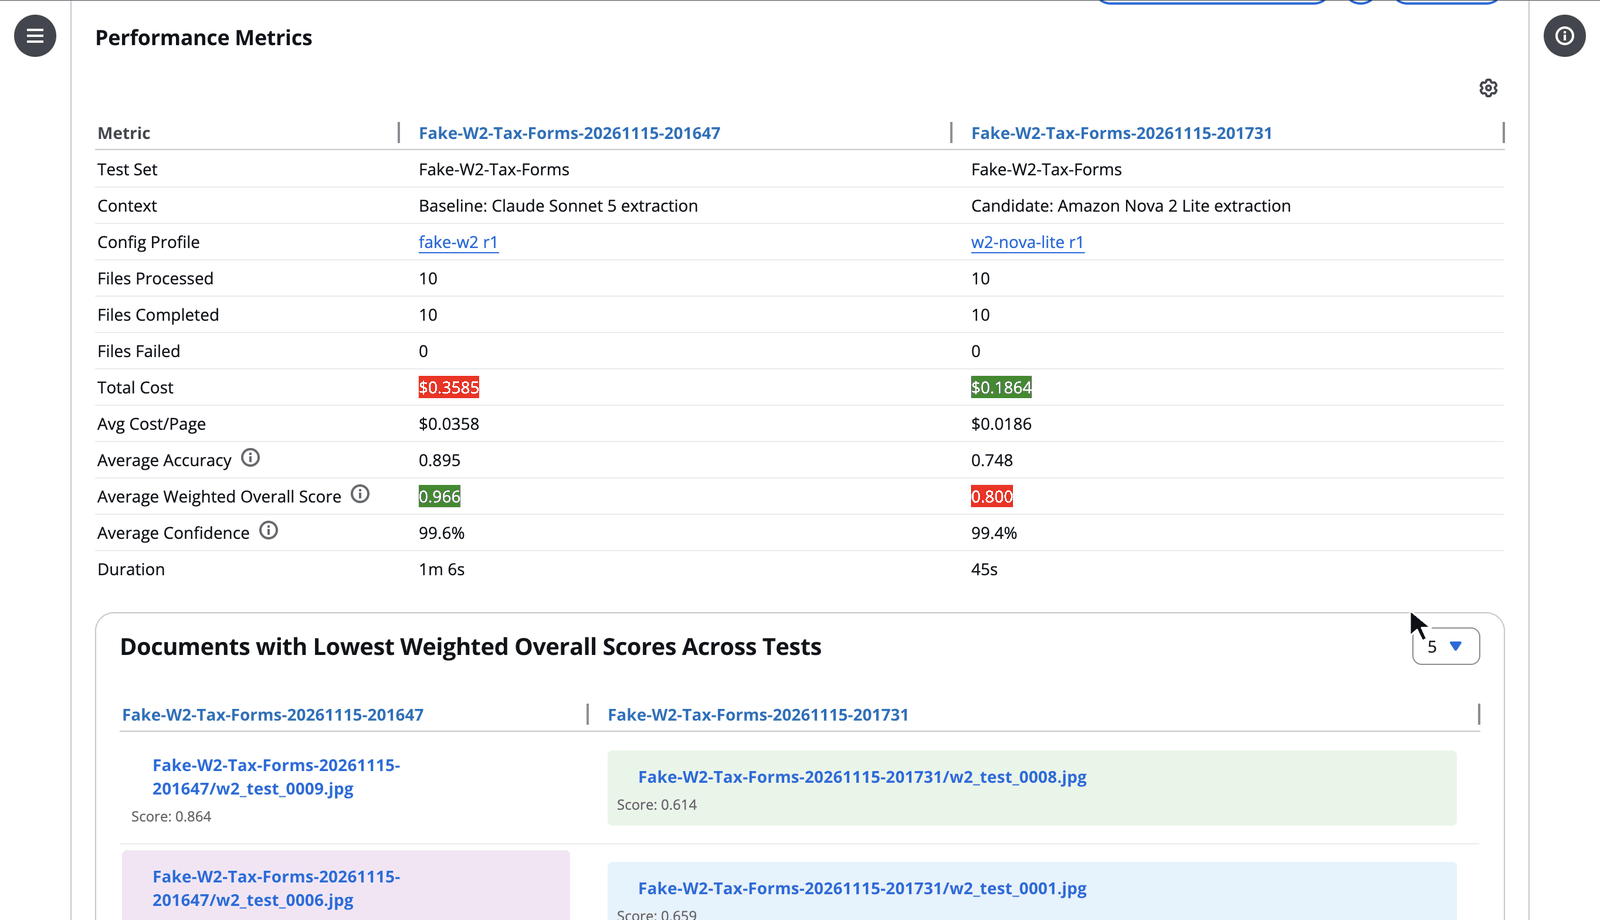 Performance Metrics
Metric Fake-W2-Tax-Forms-20261115-201647 Fake-W2-Tax-Forms-20261115-201731
Test Set Fake-W2-Tax-Forms Fake-W2-Tax-Forms
Context Baseline: Claude Sonnet 5 extraction Candidate: Amazon Nova 2 Lite extraction
Config Profile fake-w2 r1 w2-nova-lite r1
Files Processed 10 10
Files Completed 10 10
Files Failed 0 0
Total Cost $0.3585 $0.1864
Avg Cost/Page $0.0358 $0.0186
Average Accuracy 0.895 0.748
Average Weighted Overall Score 0.966 0.800
Average Confidence 99.6% 99.4%
Duration 1m 6s 45s
Documents with Lowest Weighted Overall Scores Across Tests 5
Fake-W2-Tax-Forms-20261115-201647 Fake-W2-Tax-Forms-20261115-201731
Fake-W2-Tax-Forms-20261115-
201647/w2_test_0009.jpg
Score: 0.864
Fake-W2-Tax-Forms-20261115-201731/w2_test_0008.jpg
Score: 0.614
Fake-W2-Tax-Forms-20261115-
201647/w2_test_0006.jpg
Fake-W2-Tax-Forms-20261115-201731/w2_test_0001.jpg
Score: 0.659